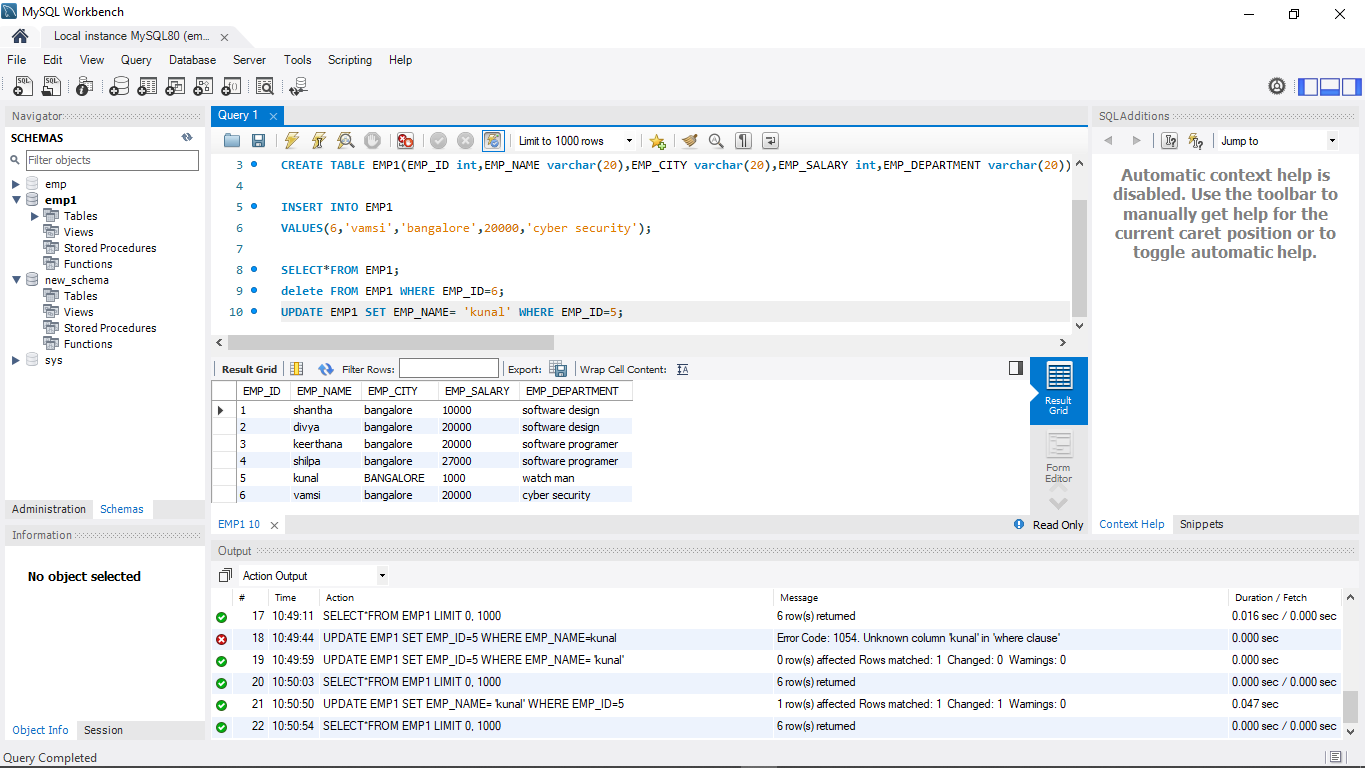 MySQL Workbench
Local instance MySQL80 (em...
File Edit View Query Database Server Tools Scripting Help
Navigator
SCHEMAS
Filter objects
emp
emp1
Tables
Views
Stored Procedures
Functions
new_schema
Tables
Views
Stored Procedures
Functions
sys
Administration Schemas
Information
No object selected
Object Info Session
Query Completed
Query 1
Limit to 1000 rows
3 CREATE TABLE EMP1(EMP_ID int,EMP_NAME varchar(20),EMP_CITY varchar(20),EMP_SALARY int,EMP_DEPARTMENT varchar(20))
4
5 INSERT INTO EMP1
6 VALUES(6,'vamsi','bangalore',20000,'cyber security');
7
8 SELECT*FROM EMP1;
9 delete FROM EMP1 WHERE EMP_ID=6;
10 UPDATE EMP1 SET EMP_NAME= 'kunal' WHERE EMP_ID=5;
Result Grid Filter Rows: Export: Wrap Cell Content:
EMP_ID EMP_NAME EMP_CITY EMP_SALARY EMP_DEPARTMENT
1 shantha bangalore 10000 software design
2 divya bangalore 20000 software design
3 keerthana bangalore 20000 software programer
4 shilpa bangalore 27000 software programer
5 kunal BANGALORE 1000 watch man
6 vamsi bangalore 20000 cyber security
Result
Grid
Form
Editor
EMP1 10
Read Only
SQLAdditions
Jump to
Automatic context help is
disabled. Use the toolbar to
manually get help for the
current caret position or to
toggle automatic help.
Context Help Snippets
Output
Action Output
# Time Action Message Duration / Fetch
17 10:49:11 SELECT*FROM EMP1 LIMIT 0, 1000 6 row(s) returned 0.016 sec / 0.000 sec
18 10:49:44 UPDATE EMP1 SET EMP_ID=5 WHERE EMP_NAME=kunal Error Code: 1054. Unknown column 'kunal' in 'where clause' 0.000 sec
19 10:49:59 UPDATE EMP1 SET EMP_ID=5 WHERE EMP_NAME= 'kunal' 0 row(s) affected Rows matched: 1 Changed: 0 Warnings: 0 0.000 sec
20 10:50:03 SELECT*FROM EMP1 LIMIT 0, 1000 6 row(s) returned 0.000 sec / 0.000 sec
21 10:50:50 UPDATE EMP1 SET EMP_NAME= 'kunal' WHERE EMP_ID=5 1 row(s) affected Rows matched: 1 Changed: 1 Warnings: 0 0.047 sec
22 10:50:54 SELECT*FROM EMP1 LIMIT 0, 1000 6 row(s) returned 0.000 sec / 0.000 sec